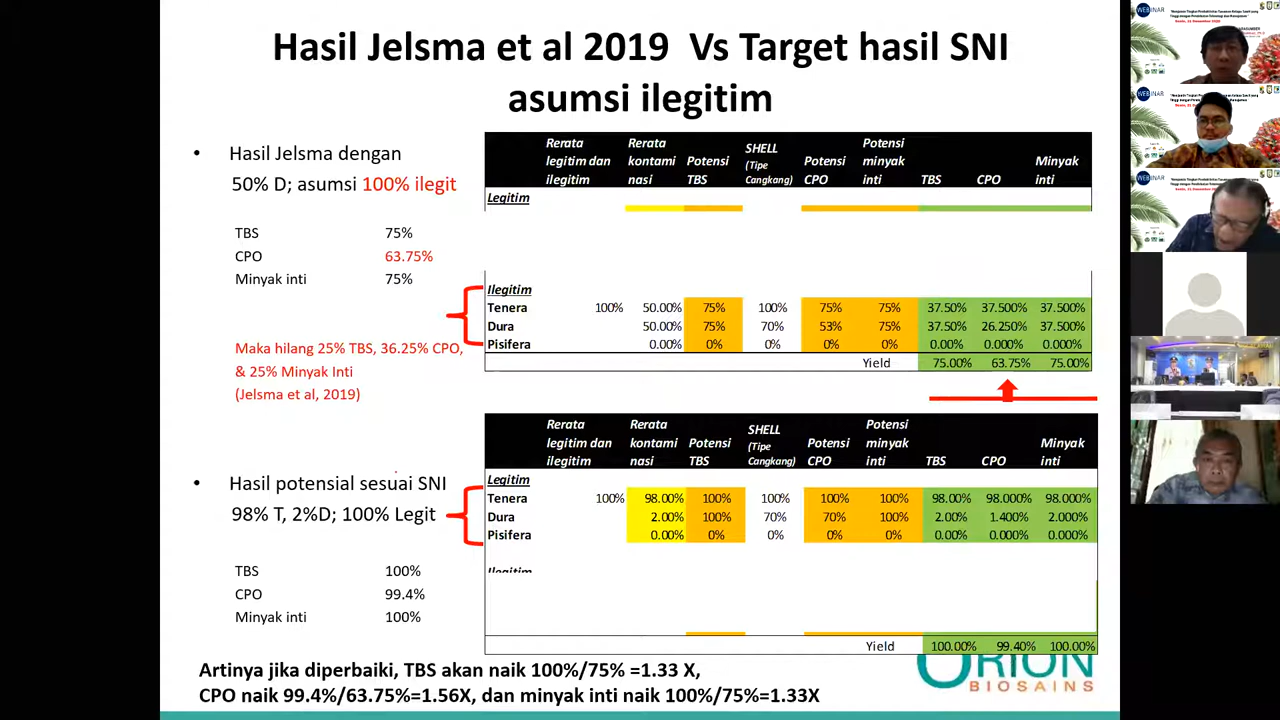 Hasil Jelsma et al 2019 Vs Target hasil SNI
asumsi ilegitim
• Hasil Jelsma dengan
50% D; asumsi 100% ilegit
TBS 75%
CPO 63.75%
Minyak inti 75%
Maka hilang 25% TBS, 36.25% CPO,
& 25% Minyak Inti
(Jelsma et al, 2019)
Rerata legitim dan ilegitim Rerata kontami nasi Potensi TBS SHELL (Tipe Cangkang) Potensi CPO Potensi minyak inti TBS CPO Minyak inti
Legitim
Ilegitim
Tenera 100% 50.00% 75% 100% 75% 75% 37.50% 37.500% 37.500%
Dura 50.00% 75% 70% 53% 75% 37.50% 26.250% 37.500%
Pisifera 0.00% 0% 0% 0% 0% 0.00% 0.000% 0.000%
Yield 75.00% 63.75% 75.00%
• Hasil potensial sesuai SNI
98% T, 2%D; 100% Legit
TBS 100%
CPO 99.4%
Minyak inti 100%
Rerata legitim dan ilegitim Rerata kontami nasi Potensi TBS SHELL (Tipe Cangkang) Potensi CPO Potensi minyak inti TBS CPO Minyak inti
Legitim
Tenera 100% 98.00% 100% 100% 100% 100% 98.00% 98.000% 98.000%
Dura 2.00% 100% 70% 70% 100% 2.00% 1.400% 2.000%
Pisifera 0.00% 0% 0% 0% 0% 0.00% 0.000% 0.000%
Ilegitim
Yield 100.00% 99.40% 100.00%
Artinya jika diperbaiki, TBS akan naik 100%/75% =1.33 X,
CPO naik 99.4%/63.75%=1.56X, dan minyak inti naik 100%/75%=1.33X
ORION
BIOSAINS
WEBINAR
WEBINAR
WEBINAR